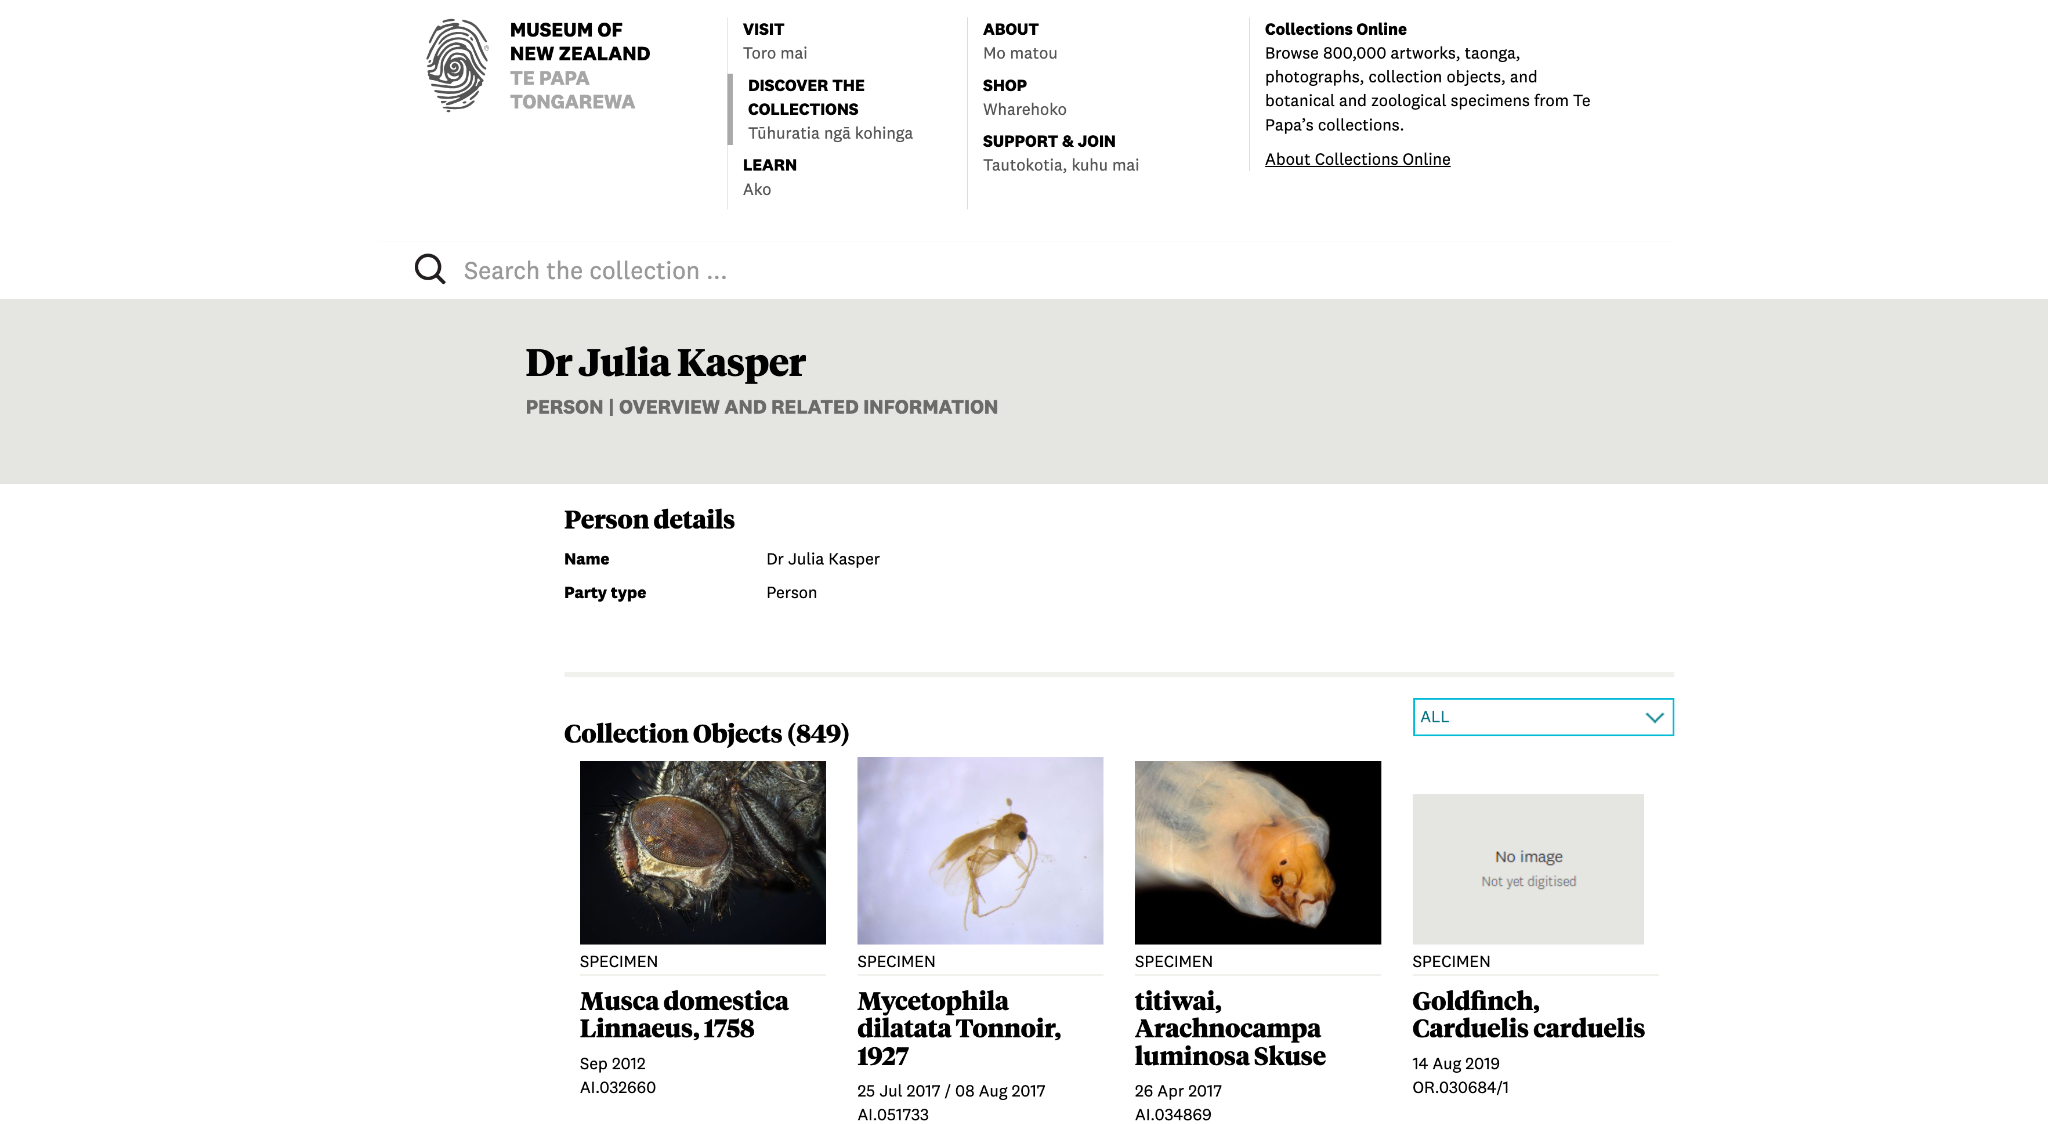 MUSEUM OF
NEW ZEALAND
TE PAPA
TONGAREWA
VISIT
Toro mai
DISCOVER THE
COLLECTIONS
Tūhuratia ngā kohinga
LEARN
Ako
ABOUT
Mo matou
SHOP
Wharehoko
SUPPORT & JOIN
Tautokotia, kuhu mai
Collections Online
Browse 800,000 artworks, taonga,
photographs, collection objects, and
botanical and zoological specimens from Te
Papa’s collections.
About Collections Online
Search the collection ...
Dr Julia Kasper
PERSON | OVERVIEW AND RELATED INFORMATION
Person details
Name Dr Julia Kasper
Party type Person
ALL
Collection Objects (849)
No image
Not yet digitised
SPECIMEN
Musca domestica
Linnaeus, 1758
Sep 2012
AI.032660
SPECIMEN
Mycetophila
dilatata Tonnoir,
1927
25 Jul 2017 / 08 Aug 2017
AI.051733
SPECIMEN
titiwai,
Arachnocampa
luminosa Skuse
26 Apr 2017
AI.034869
SPECIMEN
Goldfinch,
Carduelis carduelis
14 Aug 2019
OR.030684/1